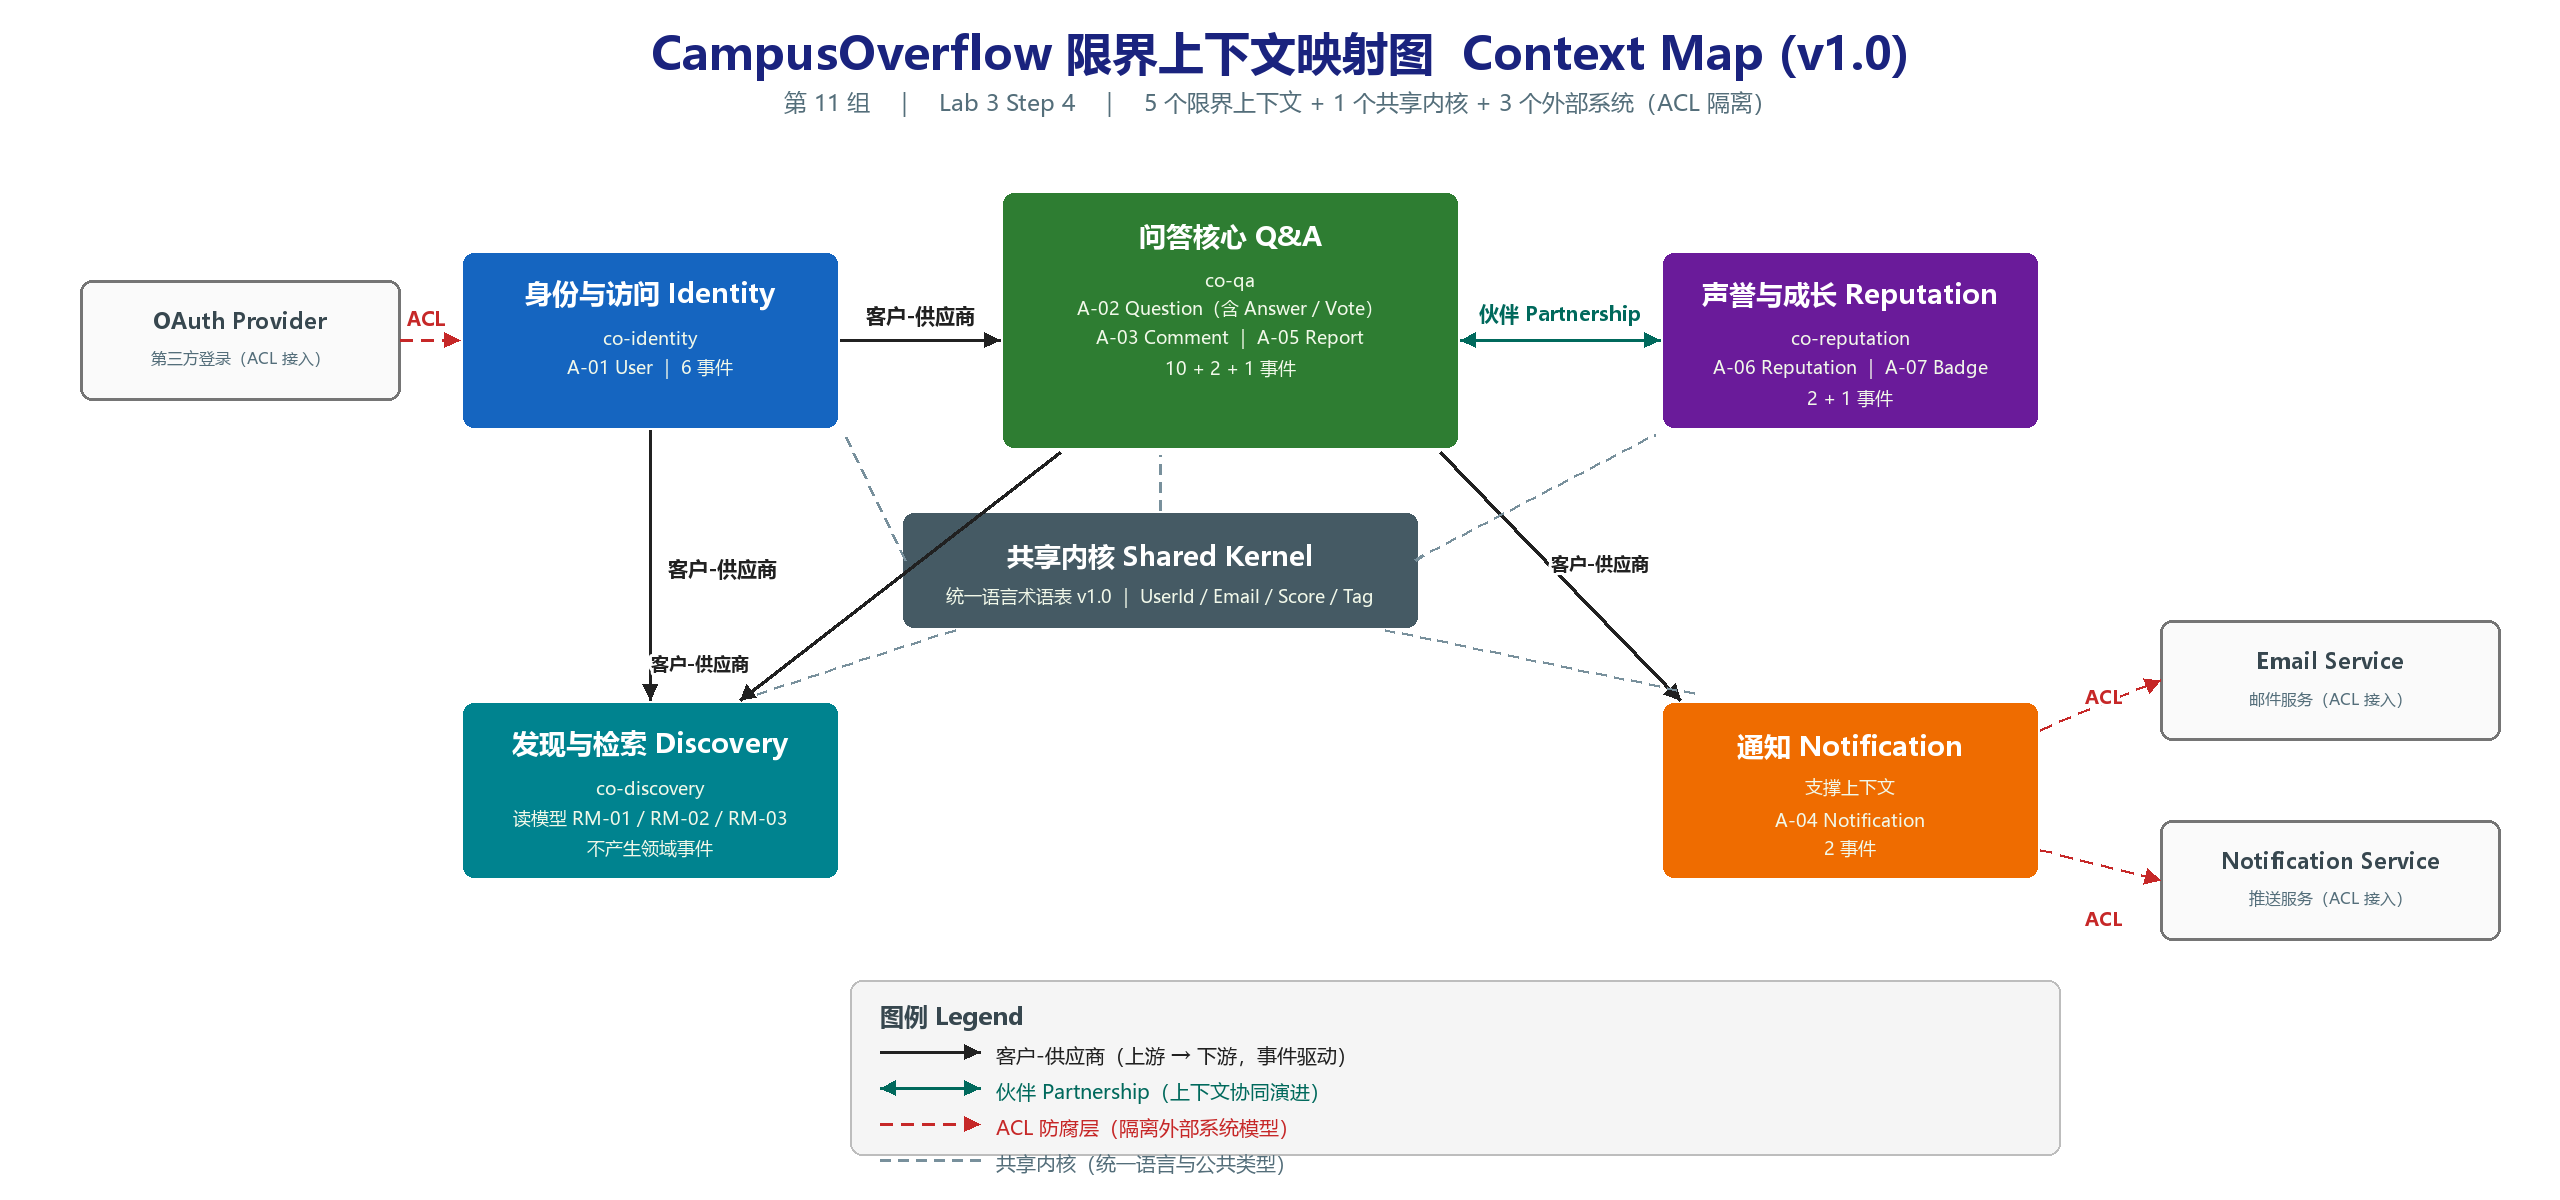 CampusOverflow 限界上下文映射图 Context Map (v1.0)
第 11 组 | Lab 3 Step 4 | 5 个限界上下文 + 1 个共享内核 + 3 个外部系统（ACL 隔离）
OAuth Provider
第三方登录（ACL 接入）
ACL
身份与访问 Identity
co-identity
A-01 User | 6 事件
客户-供应商
问答核心 Q&A
co-qa
A-02 Question（含 Answer / Vote）
A-03 Comment | A-05 Report
10 + 2 + 1 事件
伙伴 Partnership
声誉与成长 Reputation
co-reputation
A-06 Reputation | A-07 Badge
2 + 1 事件
客户-供应商
共享内核 Shared Kernel
统一语言术语表 v1.0 | UserId / Email / Score / Tag
客户-供应商
客户-供应商
发现与检索 Discovery
co-discovery
读模型 RM-01 / RM-02 / RM-03
不产生领域事件
通知 Notification
支撑上下文
A-04 Notification
2 事件
ACL
Email Service
邮件服务（ACL 接入）
Notification Service
推送服务（ACL 接入）
ACL
图例 Legend
客户-供应商（上游 → 下游，事件驱动）
伙伴 Partnership（上下文协同演进）
ACL 防腐层（隔离外部系统模型）
共享内核（统一语言与公共类型）